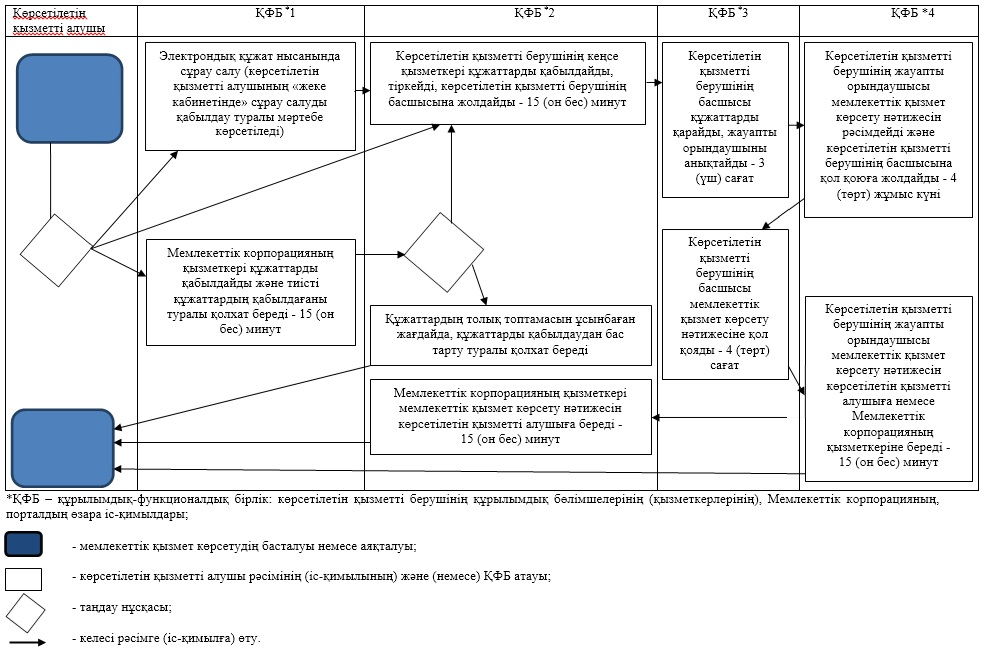 Көрсетілетін
қызметті алушы
ҚФБ *1
ҚФБ *2
ҚФБ *3
ҚФБ *4
Электрондық құжат нысанында
сұрау салу (көрсетілетін
қызметті алушының «жеке
кабинетінде» сұрау салуды
қабылдау туралы мәртебе
көрсетіледі)
Көрсетілетін қызметті берушінің кеңсе
қызметкері құжаттарды қабылдайды,
тіркейді, көрсетілетін қызметті берушінің
басшысына жолдайды - 15 (он бес) минут
Көрсетілетін
қызметті
берушінің
басшысы
құжаттарды
қарайды, жауапты
орындаушыны
анықтайды - 3
(үш) сағат
Көрсетілетін қызметті
берушінің жауапты
орындаушысы
мемлекеттік қызмет
көрсету нәтижесін
рәсімдейді және
көрсетілетін қызметті
берушінің басшысына
қол қоюға жолдайды - 4
(төрт) жұмыс күні
Мемлекеттік корпорацияның
қызметкері құжаттарды
қабылдайды және тиісті
құжаттардың қабылдағаны
туралы қолхат береді - 15 (он
бес) минут
Көрсетілетін
қызметті
берушінің
басшысы
мемлекеттік
қызмет көрсету
нәтижесіне қол
қояды - 4 (төрт)
сағат
Құжаттардың толық топтамасын ұсынбаған
жағдайда, құжаттарды қабылдаудан бас
тарту туралы қолхат береді
Көрсетілетін қызметті
берушінің жауапты
орындаушысы
мемлекеттік қызмет
көрсету нәтижесін
көрсетілетін қызметті
алушыға немесе
Мемлекеттік
корпорацияның
қызметкеріне береді -
15 (он бес) минут
Мемлекеттік корпорацияның қызметкері
мемлекеттік қызмет көрсету нәтижесін
көрсетілетін қызметті алушыға береді -
15 (он бес) минут
*ҚФБ – құрылымдық-функционалдық бірлік: көрсетілетін қызметті берушінің құрылымдық бөлімшелерінің (қызметкерлерінің), Мемлекеттік корпорацияның,
порталдың өзара іс-қимылдары;
- мемлекеттік қызмет көрсетудің басталуы немесе аяқталуы;
- көрсетілетін қызметті алушы рәсімінің (іс-қимылының) және (немесе) ҚФБ атауы;
- таңдау нұсқасы;
- келесі рәсімге (іс-қимылға) өту.